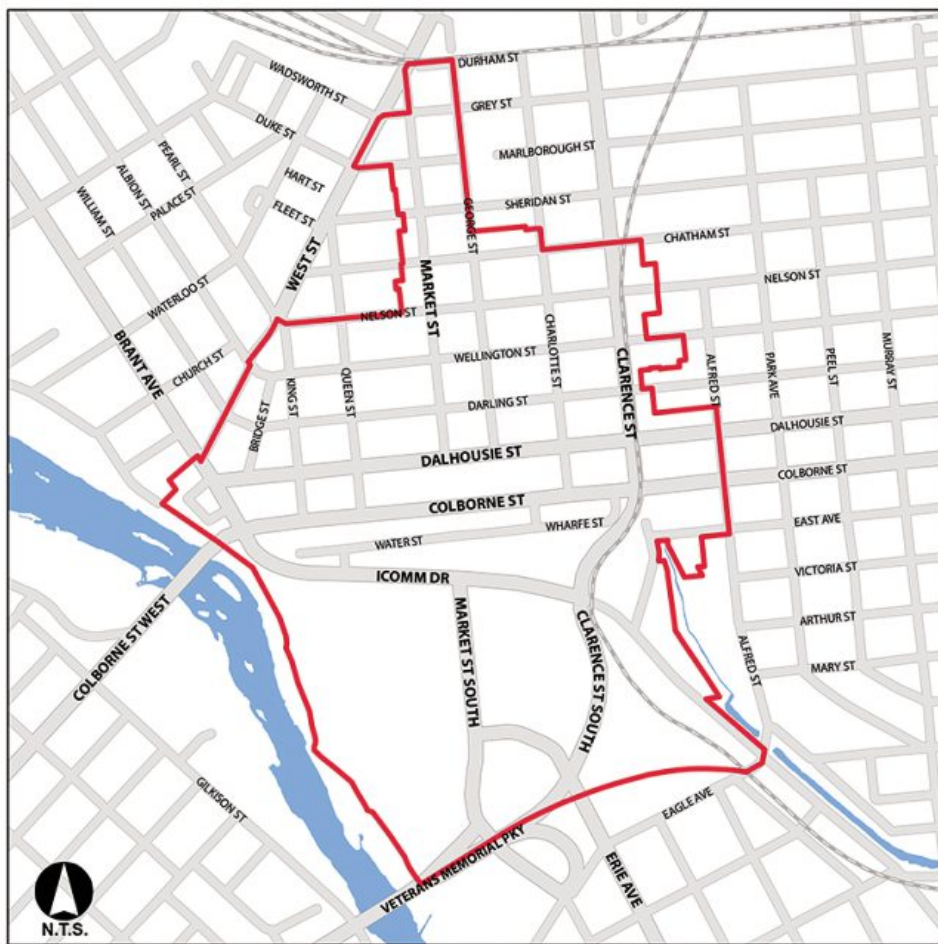 DURHAM ST
WADSWORTH ST
GREY ST
DUKE ST
MARLBOROUGH ST
PEARL ST
HART ST
ALBION ST
PALACE ST
WILLIAM ST
FLEET ST
SHERIDAN ST
GEORGE ST
CHATHAM ST
WEST ST
MARKET ST
NELSON ST
WATERLOO ST
NELSON ST
BRANT AVE
CHURCH ST
WELLINGTON ST
CHARLOTTE ST
CLARENCE ST
ALFRED ST
PARK AVE
PEEL ST
MURRAY ST
KING ST
QUEEN ST
DARLING ST
BRIDGE ST
DALHOUSIE ST
DALHOUSIE ST
COLBORNE ST
COLBORNE ST
WHARFE ST
EAST AVE
WATER ST
ICOMM DR
VICTORIA ST
COLBORNE ST WEST
MARKET ST SOUTH
CLARENCE ST SOUTH
ARTHUR ST
ALFRED ST
MARY ST
GILKISON ST
EAGLE AVE
VETERANS MEMORIAL PKY
ERIE AVE
N.T.S.